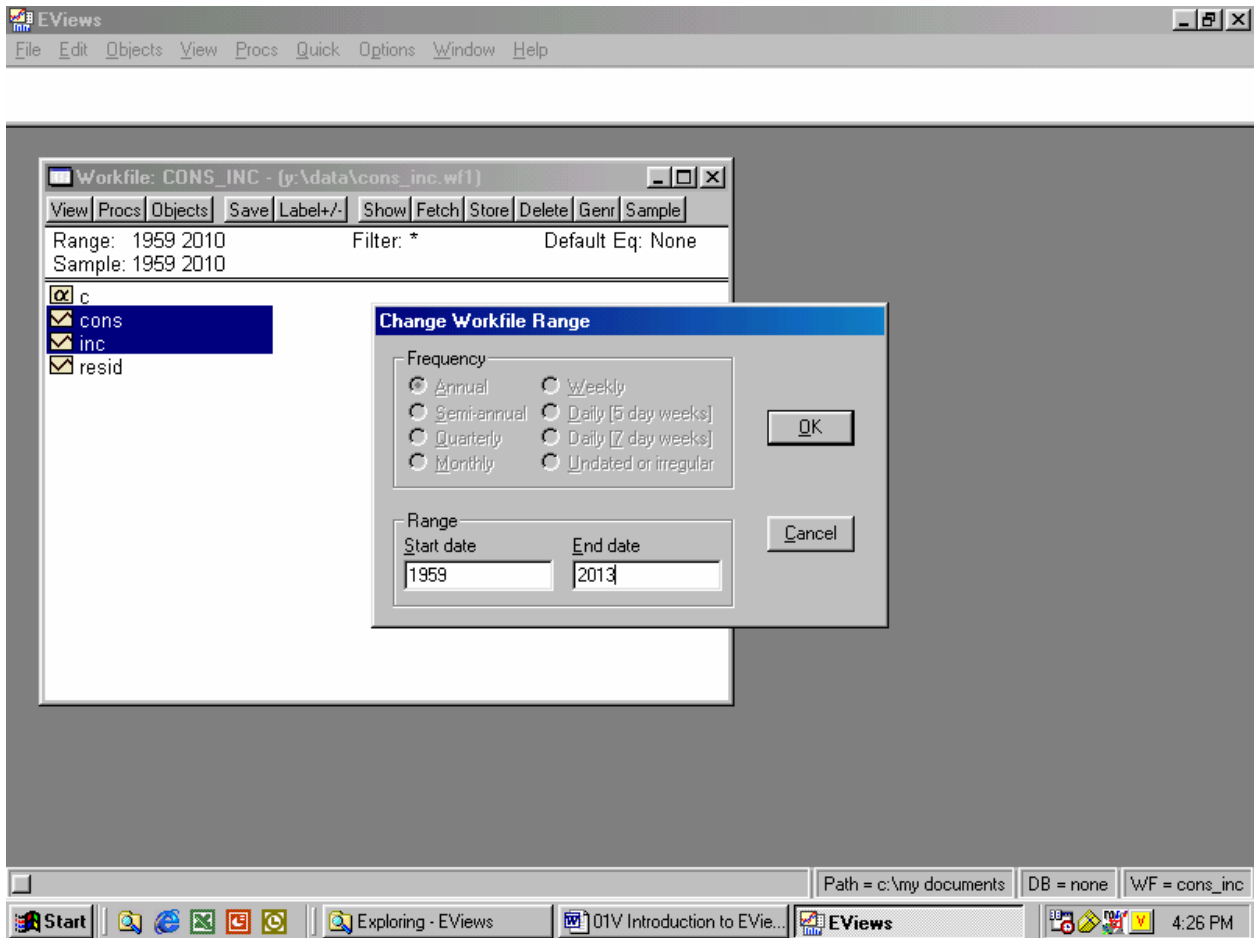 EViews
File Edit Objects View Procs Quick Options Window Help
Workfile: CONS_INC - (y:\data\cons_inc.wf1)
View Procs Objects Save Label+/- Show Fetch Store Delete Genr Sample
Range: 1959 2010 Filter: * Default Eq: None
Sample: 1959 2010
c
cons
inc
resid
Change Workfile Range
Frequency
Annual Weekly
Semi-annual Daily [5 day weeks]
Quarterly Daily [7 day weeks]
Monthly Undated or irregular
OK
Range
Start date End date
1959 2013
Cancel
Path = c:\my documents DB = none WF = cons_inc
Start Exploring - EViews 01V Introduction to EVie... EViews 4:26 PM